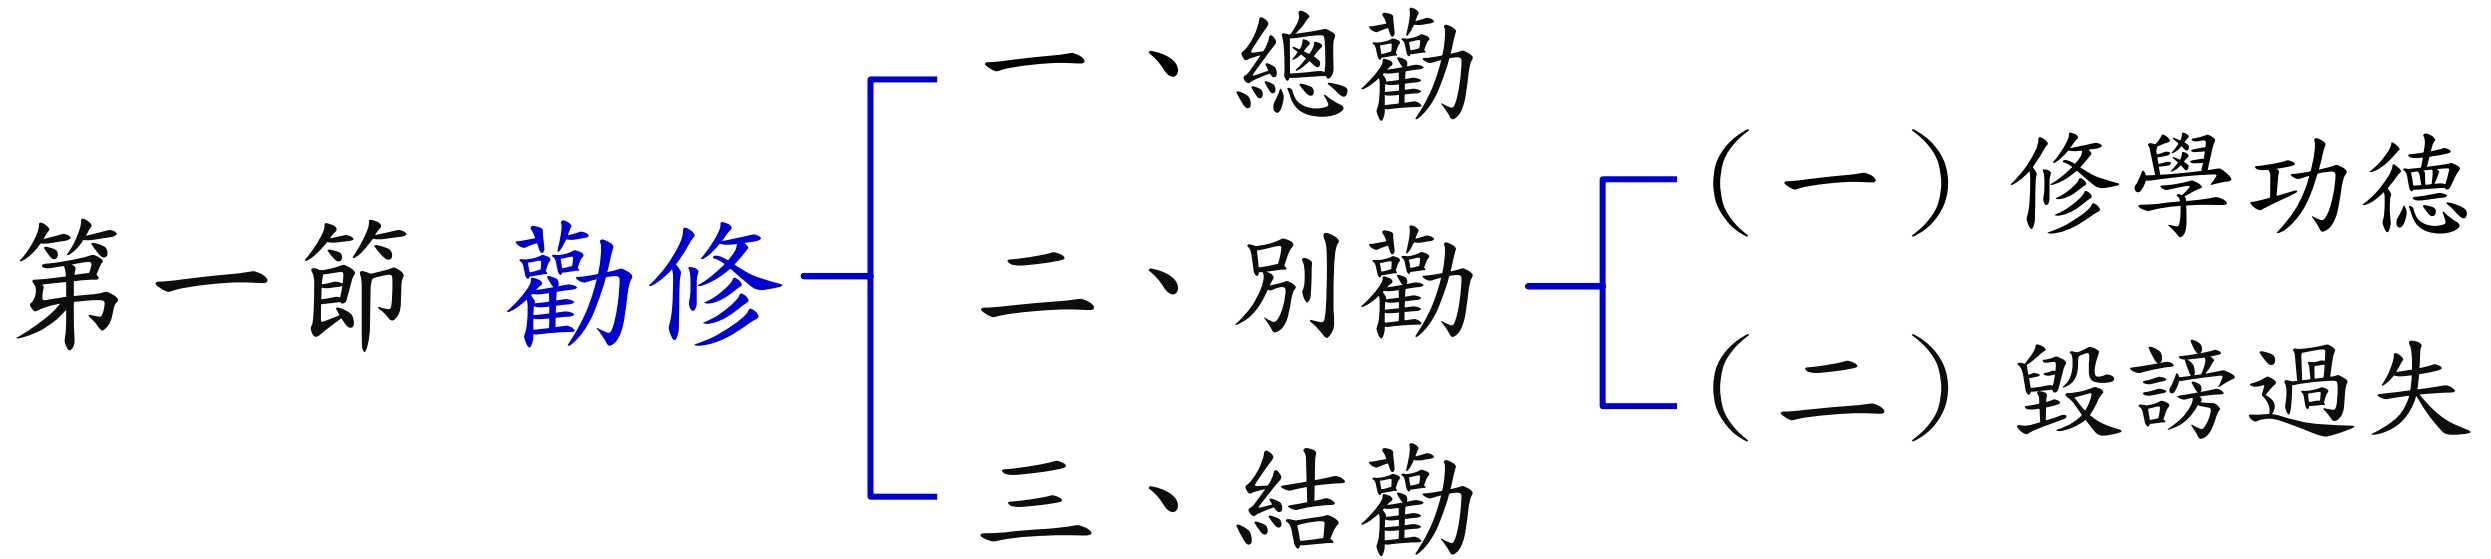 第一節 勸修
一、總勸
二、別勸
(一)修學功德
(二)毀謗過失
三、結勸